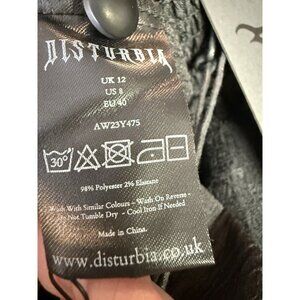 DISTURBIA
UK 12
US 8
EU 40
AW23Y475
30°
98% Polyester 2% Elastane
Wash With Similar Colours - Wash On Reverse -
Do Not Tumble Dry - Cool Iron If Needed
Made in China.
www.disturbia.co.uk